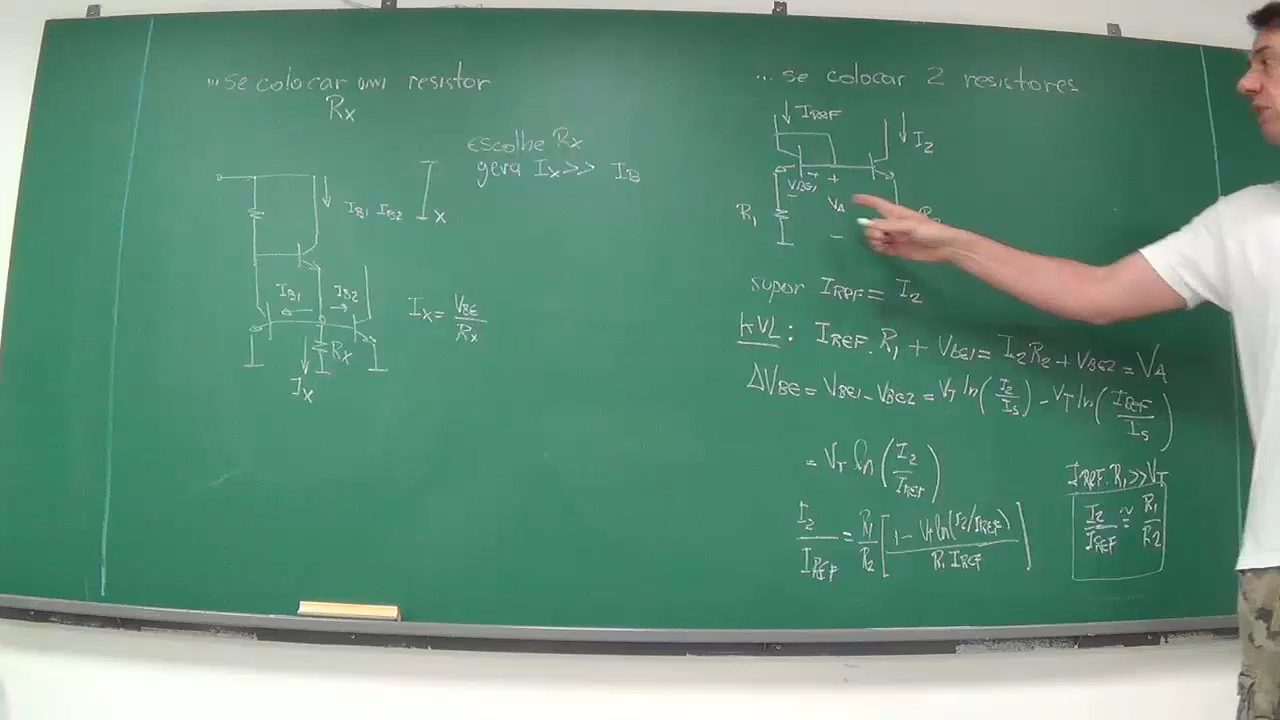 ...se colocar um resistor
Rx
escolhe Rx
gera Ix >> IB
IB1 IB2
x
IB1
IB2
Rx
Ix
Ix = VBE/Rx
...se colocar 2 resistores
IREF
I2
+ +
VBE1
−
VA
R1
−
supor IREF = I2
KVL: IREF.R1 + VBE1 = I2R2 + VBE2 = VA
ΔVBE = VBE1 - VBE2 = VT ln(I2/IS) - VT ln(IREF/IS)
= VT ln(I2/IREF)
IREF.R1 >> VT
I2/IREF = R1/R2 [1 - VT ln(I2/IREF)/R1 IREF]
I2/IREF ≅ R1/R2